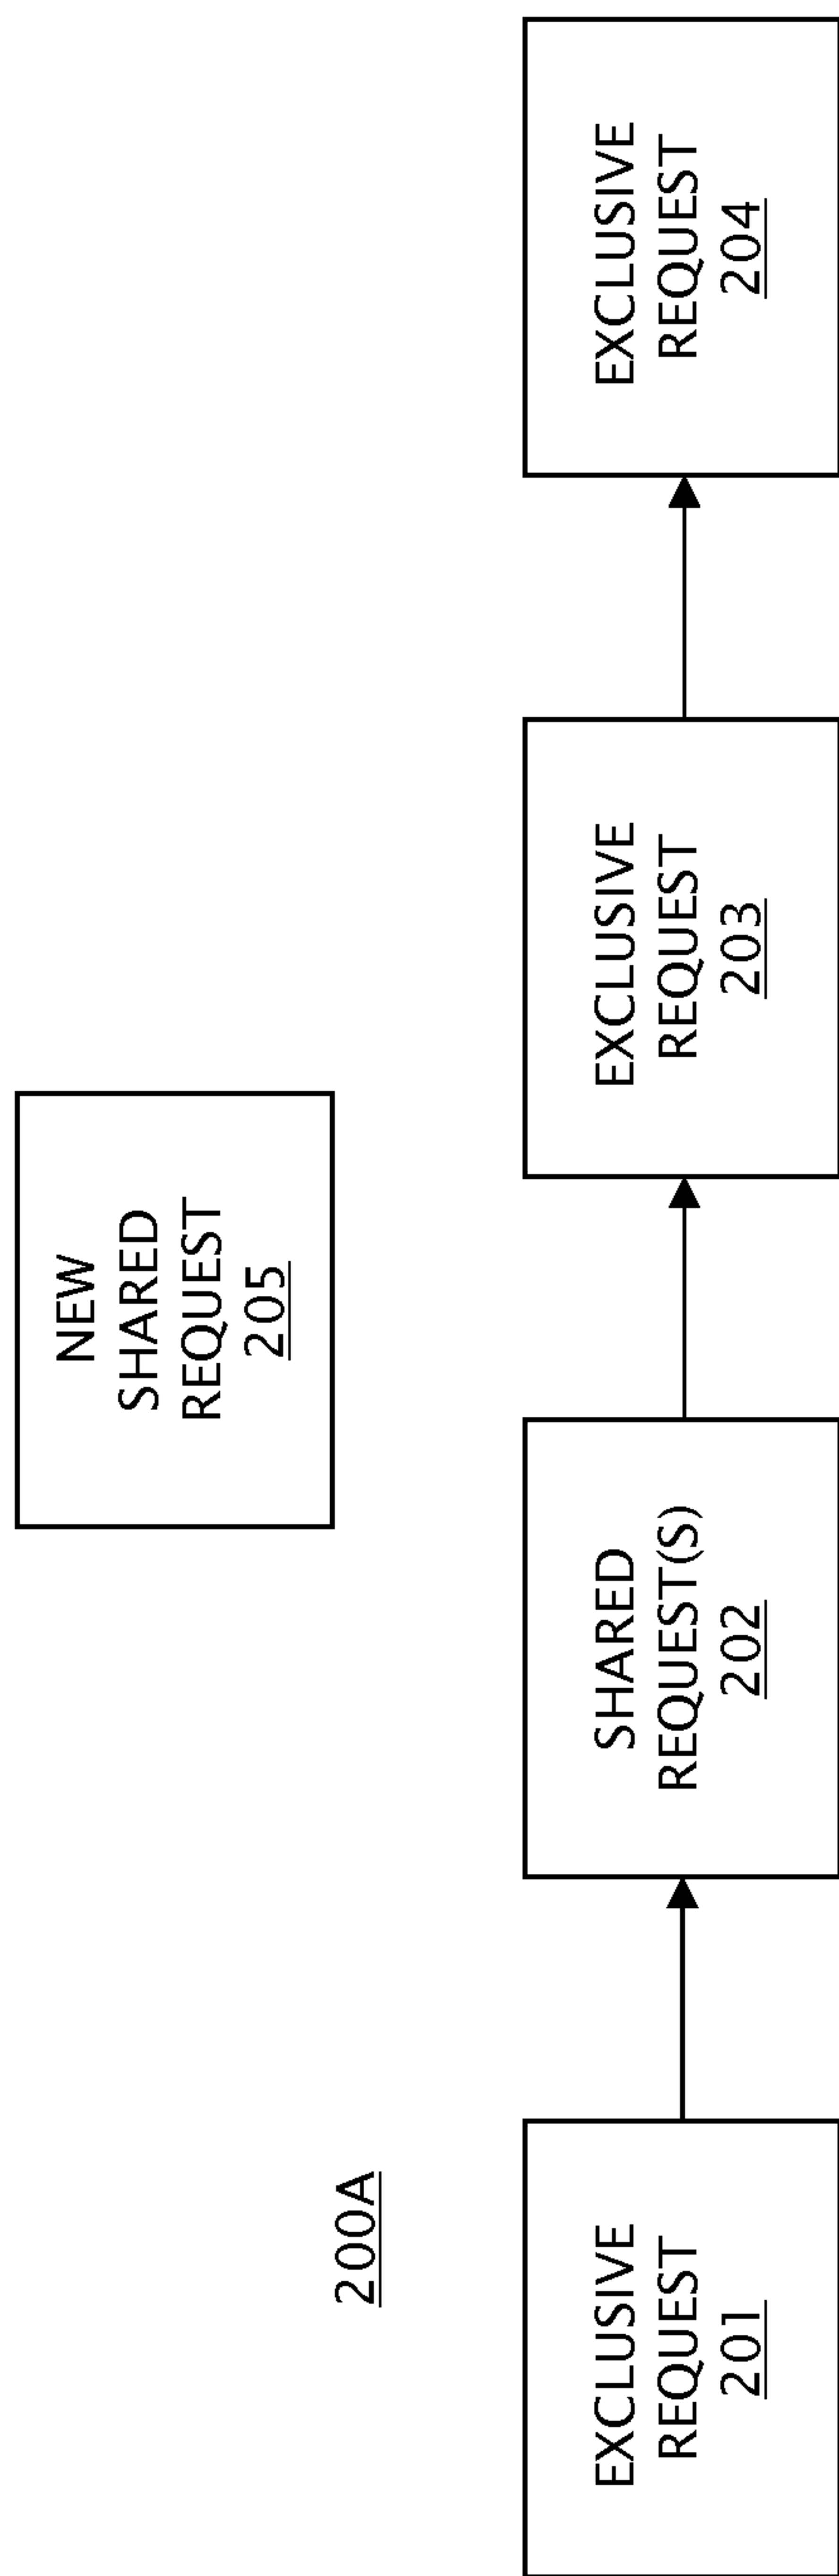 200A
NEW
SHARED
REQUEST
205
EXCLUSIVE
REQUEST
201
SHARED
REQUEST(S)
202
EXCLUSIVE
REQUEST
203
EXCLUSIVE
REQUEST
204